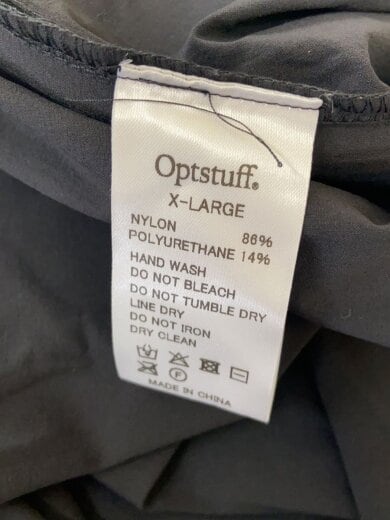 Optstuff®
X-LARGE
NYLON 86%
POLYURETHANE 14%
HAND WASH
DO NOT BLEACH
DO NOT TUMBLE DRY
LINE DRY
DO NOT IRON
DRY CLEAN
F
MADE IN CHINA